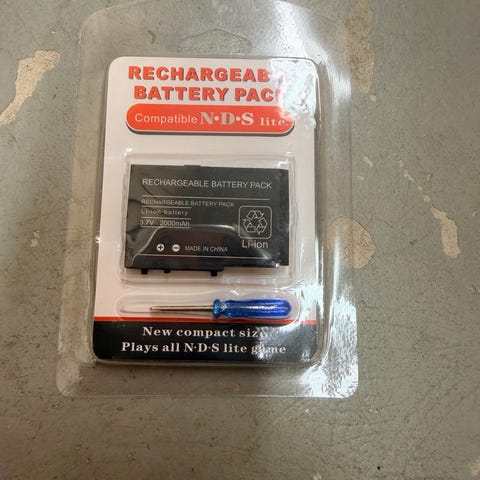 RECHARGEABLE
BATTERY PACK
Compatible N•D•S lite
RECHARGEABLE BATTERY PACK
RECHARGEABLE BATTERY PACK
Li-ion battery
3.7V 2000mAh
MADE IN CHINA
Li-ion
New compact size
Plays all N•D•S lite game